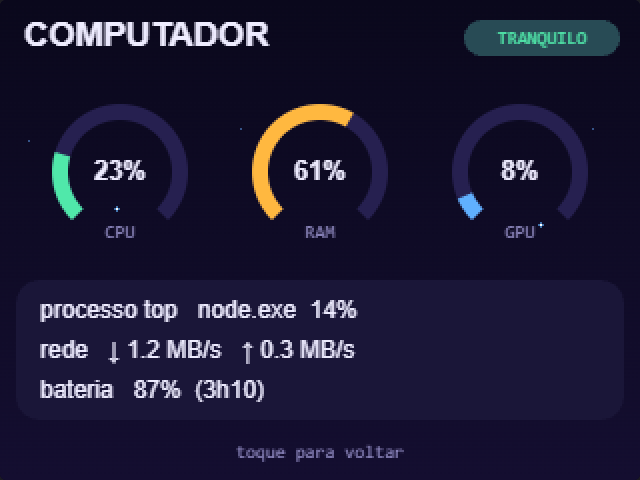 COMPUTADOR
TRANQUILO
23%
61%
8%
CPU
RAM
GPU
processo top node.exe 14%
rede ↓ 1.2 MB/s ↑ 0.3 MB/s
bateria 87% (3h10)
toque para voltar